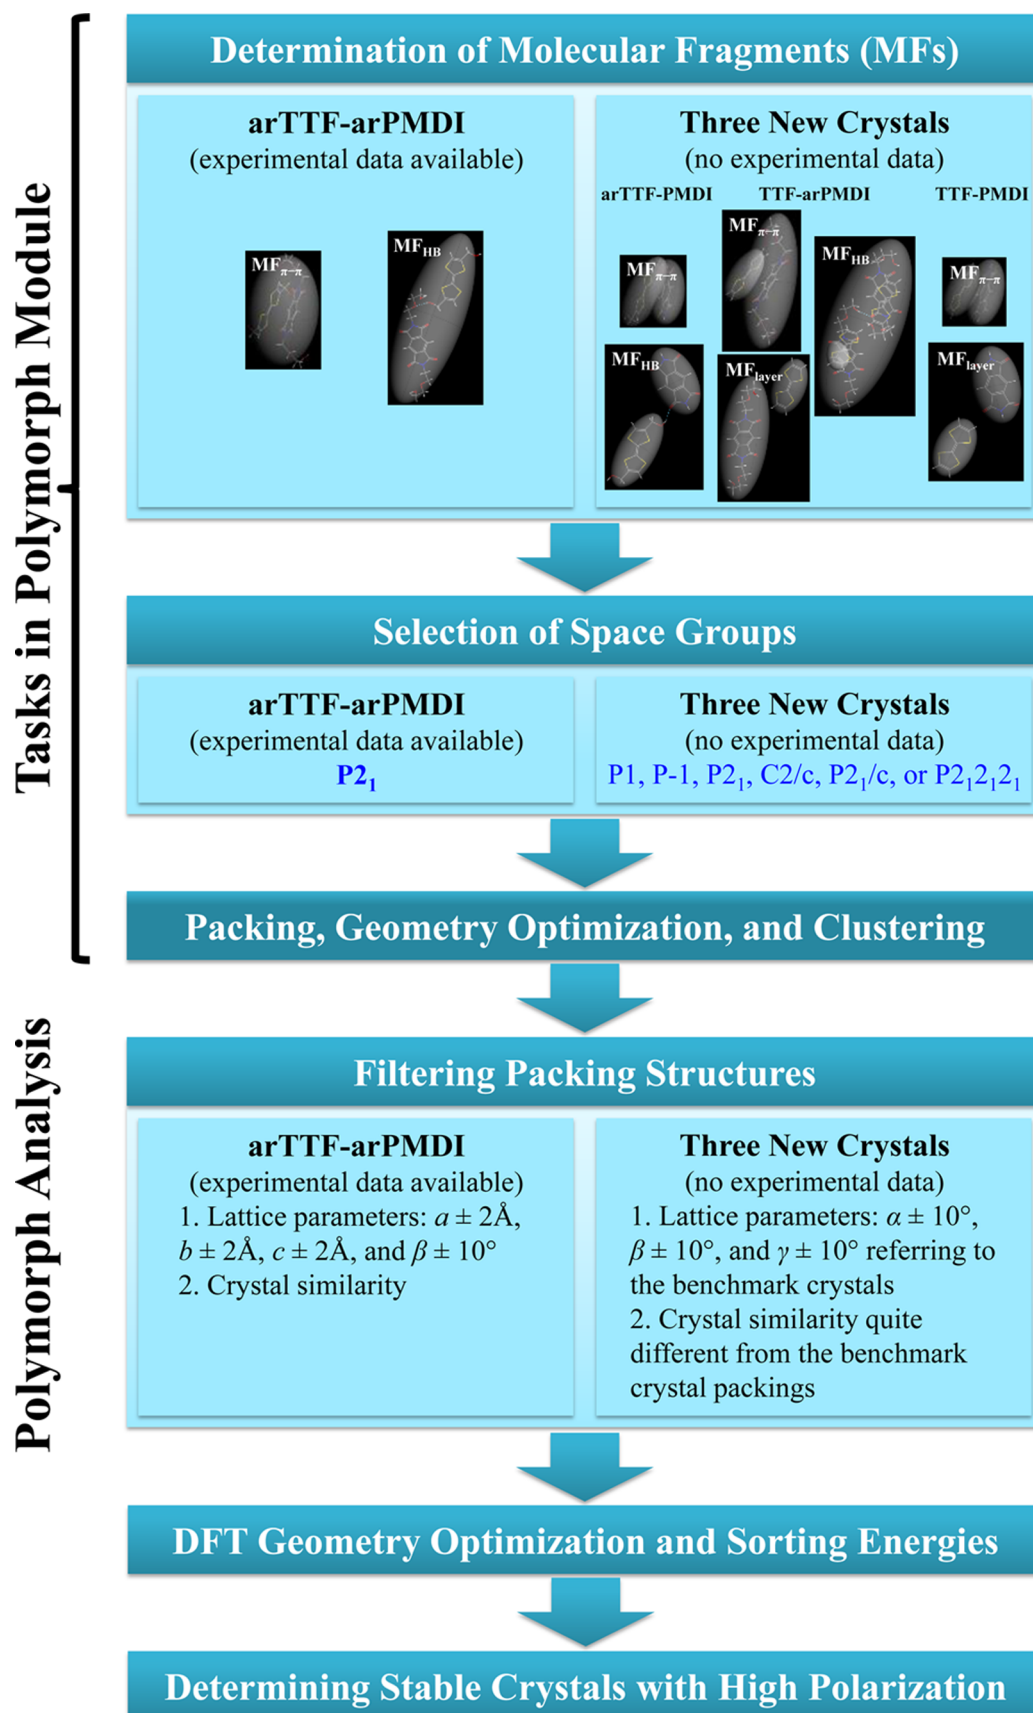 Tasks in Polymorph Module
Determination of Molecular Fragments (MFs)
arTTF-arPMDI
(experimental data available)
MFπ–π
MFHB
Three New Crystals
(no experimental data)
arTTF-PMDI
TTF-arPMDI
TTF-PMDI
MFπ–π
MFHB
MFπ–π
MFHB
MFlayer
MFπ–π
MFlayer
Selection of Space Groups
arTTF-arPMDI
(experimental data available)
P2₁
Three New Crystals
(no experimental data)
P1, P-1, P2₁, C2/c, P2₁/c, or P2₁2₁2₁
Packing, Geometry Optimization, and Clustering
Polymorph Analysis
Filtering Packing Structures
arTTF-arPMDI
(experimental data available)
1. Lattice parameters: a ± 2Å,
b ± 2Å, c ± 2Å, and β ± 10°
2. Crystal similarity
Three New Crystals
(no experimental data)
1. Lattice parameters: α ± 10°,
β ± 10°, and γ ± 10° referring to
the benchmark crystals
2. Crystal similarity quite
different from the benchmark
crystal packings
DFT Geometry Optimization and Sorting Energies
Determining Stable Crystals with High Polarization